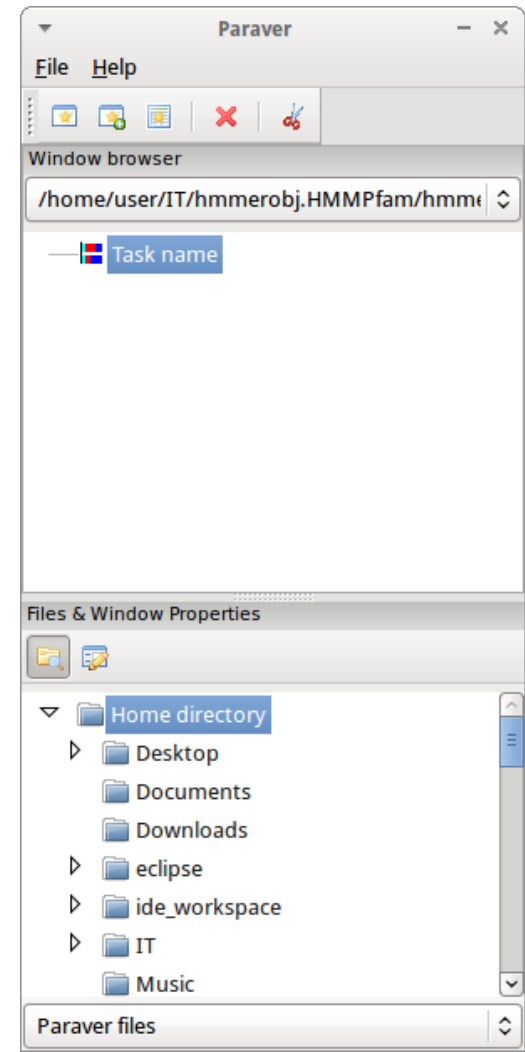 Paraver
File Help
Window browser
/home/user/IT/hmmerobj.HMMPfam/hmme
Task name
Files & Window Properties
Home directory
Desktop
Documents
Downloads
eclipse
ide_workspace
IT
Music
Paraver files